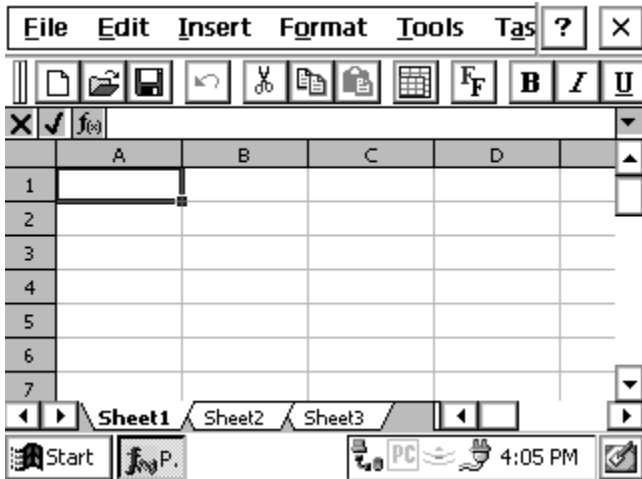 File Edit Insert Format Tools Tas ? ×
FF B I U
f(x)
A B C D
1
2
3
4
5
6
7
Sheet1 Sheet2 Sheet3
Start f(x) P. PC 4:05 PM